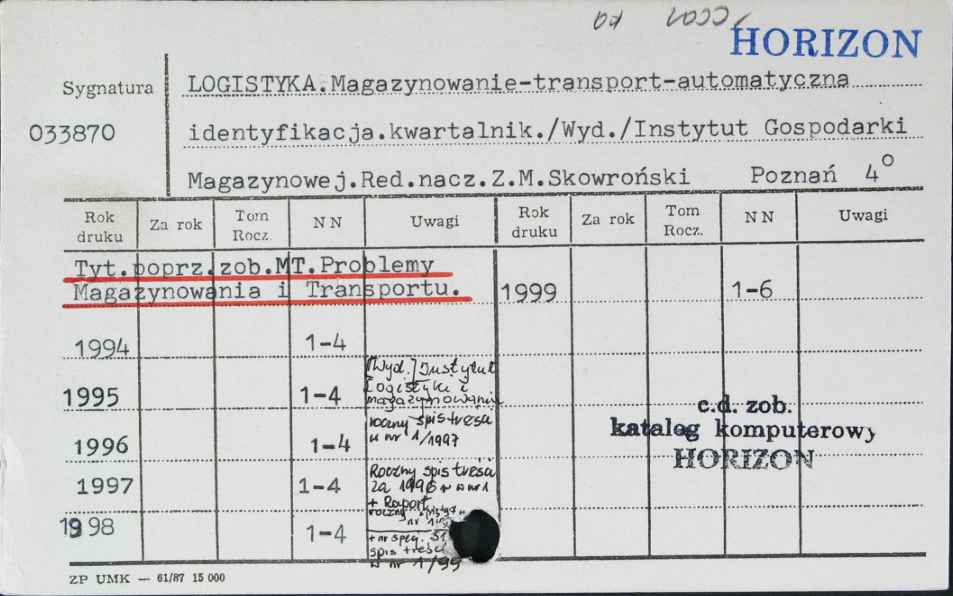 HORIZON
Sygnatura
033870
LOGISTYKA.Magazynowanie-transport-automatyczna
identyfikacja.kwartalnik./Wyd./Instytut Gospodarki
Magazynowej.Red.nacz.Z.M.Skowroński Poznań 4°
Rok druku Za rok Tom Rocz. NN Uwagi Rok druku Za rok Tom Rocz. NN Uwagi
Tyt.poprz.zob.MT.Problemy
Magazynowania i Transportu. 1999 1-6
1994 1-4
[Wyd.] Instytut
Logistyki i
magazynowania
1995 1-4
roczny spis treści
w nr 1/1997
1996 1-4
Roczny spis treści
za 1996 w nr 1
+ Raport
1997 1-4
roczny
1998 1-4
+ nr spec.
spis treści
w nr 1/99
c.d. zob.
katalog komputerowy
HORIZON
ZP UMK — 61/87 15 000